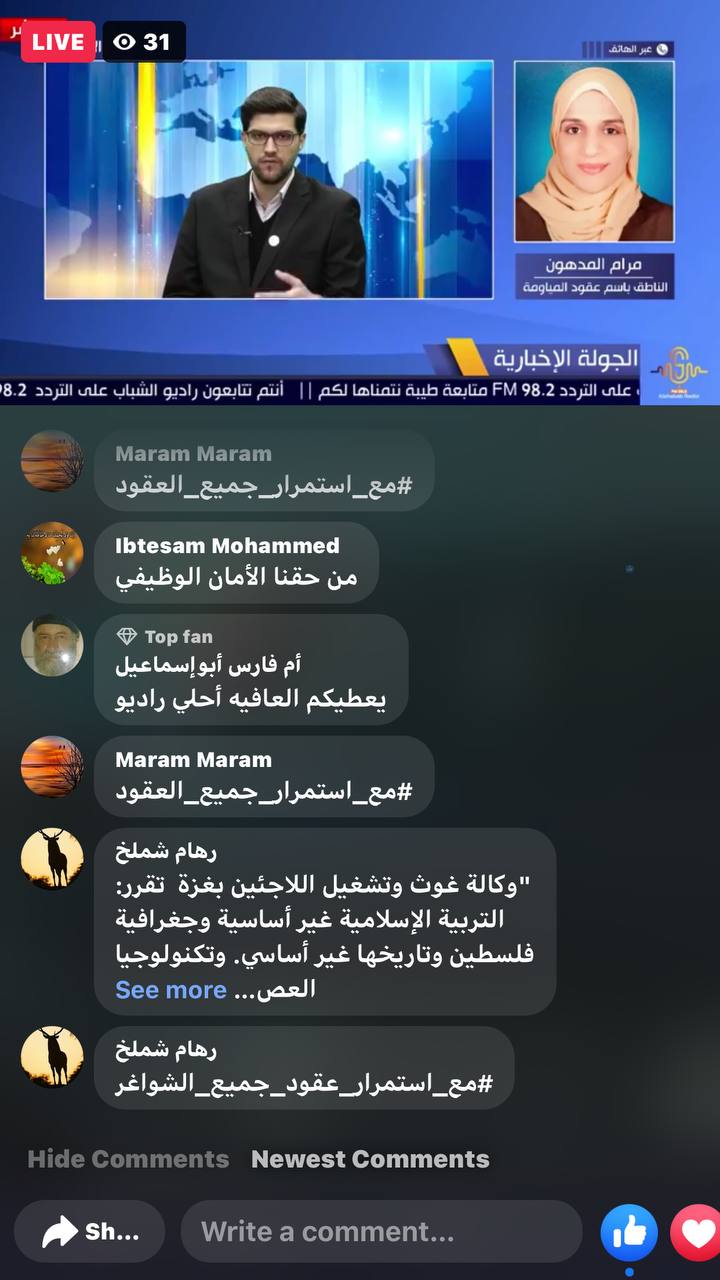 LIVE
31
عبر الهاتف
مرام المدهون
الناطق باسم عقود المياومة
الجولة الإخبارية
على التردد 98.2 FM متابعة طيبة نتمناها لكم || أنتم تتابعون راديو الشباب على التردد 98.2
Maram Maram
#مع_استمرار_جميع_العقود
Ibtesam Mohammed
من حقنا الأمان الوظيفي
Top fan
أم فارس أبوإسماعيل
يعطيكم العافيه أحلي راديو
Maram Maram
#مع_استمرار_جميع_العقود
رهام شملخ
"وكالة غوث وتشغيل اللاجئين بغزة تقرر:
التربية الإسلامية غير أساسية وجغرافية
فلسطين وتاريخها غير أساسي. وتكنولوجيا
العص... See more
رهام شملخ
#مع_استمرار_عقود_جميع_الشواغر
Hide Comments Newest Comments
Sh... Write a comment...